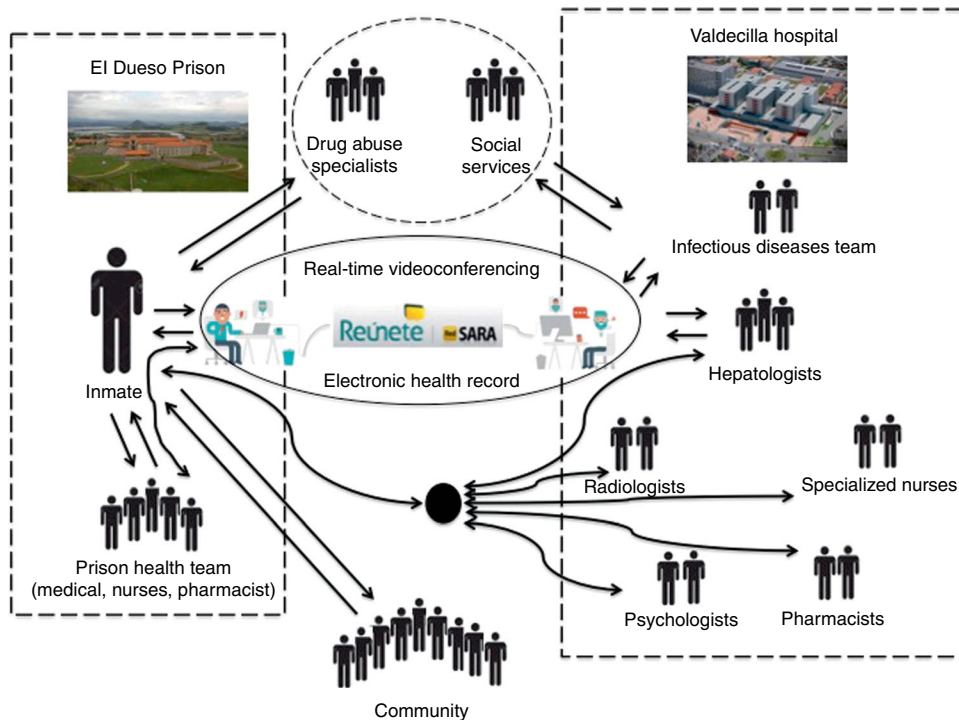 El Dueso Prison
Valdecilla hospital
Drug abuse
specialists
Social
services
Infectious diseases team
Real-time videoconferencing
Reúnete
Red
SARA
Electronic health record
Inmate
Hepatologists
Radiologists
Specialized nurses
Prison health team
(medical, nurses, pharmacist)
Psychologists
Pharmacists
Community